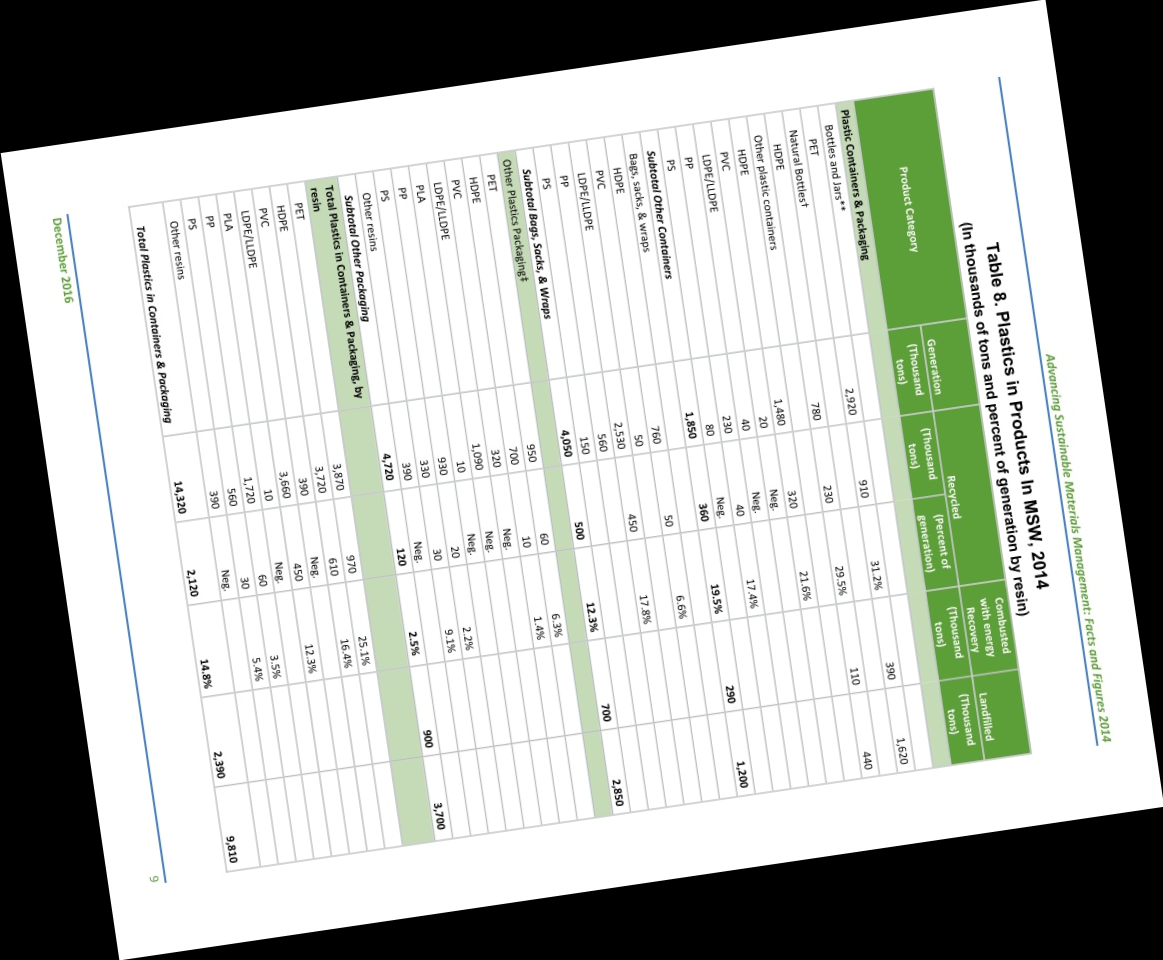 Advancing Sustainable Materials Management: Facts and Figures 2014
Table 8. Plastics in Products In MSW, 2014
(In thousands of tons and percent of generation by resin)
Product Category
Generation
(Thousand
tons)
Recycled
(Thousand
tons)
(Percent of
generation)
Combusted
with energy
Recovery
(Thousand
tons)
Landfilled
(Thousand
tons)
Plastic Containers & Packaging
Bottles and Jars**
PET 2,920 910 31.2% 390 1,620
Natural Bottles†
HDPE 780 230 29.5% 110 440
Other plastic containers
HDPE 1,480 320 21.6%
PVC 20 Neg.
LDPE/LLDPE 40 Neg.
PP 230 40 17.4%
PS 80 Neg.
Subtotal Other Containers 1,850 360 19.5% 290 1,200
Bags, sacks, & wraps
HDPE 760 50 6.6%
PVC 50
LDPE/LLDPE 2,530 450 17.8%
PP 560
PS 150
Subtotal Bags, Sacks, & Wraps 4,050 500 12.3% 700 2,850
Other Plastics Packaging‡
PET 950 60 6.3%
HDPE 700 10 1.4%
PVC 320 Neg.
LDPE/LLDPE 1,090 Neg.
PLA 10 Neg.
PP 930 20 2.2%
PS 330 30 9.1%
Other resins 390 Neg.
Subtotal Other Packaging 4,720 120 2.5% 900 3,700
Total Plastics in Containers & Packaging, by
resin
PET 3,870 970 25.1%
HDPE 3,720 610 16.4%
PVC 390 Neg.
LDPE/LLDPE 3,660 450 12.3%
PLA 10 Neg.
PP 1,720 60 3.5%
PS 560 30 5.4%
Other resins 390 Neg.
Total Plastics in Containers & Packaging 14,320 2,120 14.8% 2,390 9,810
December 2016 9